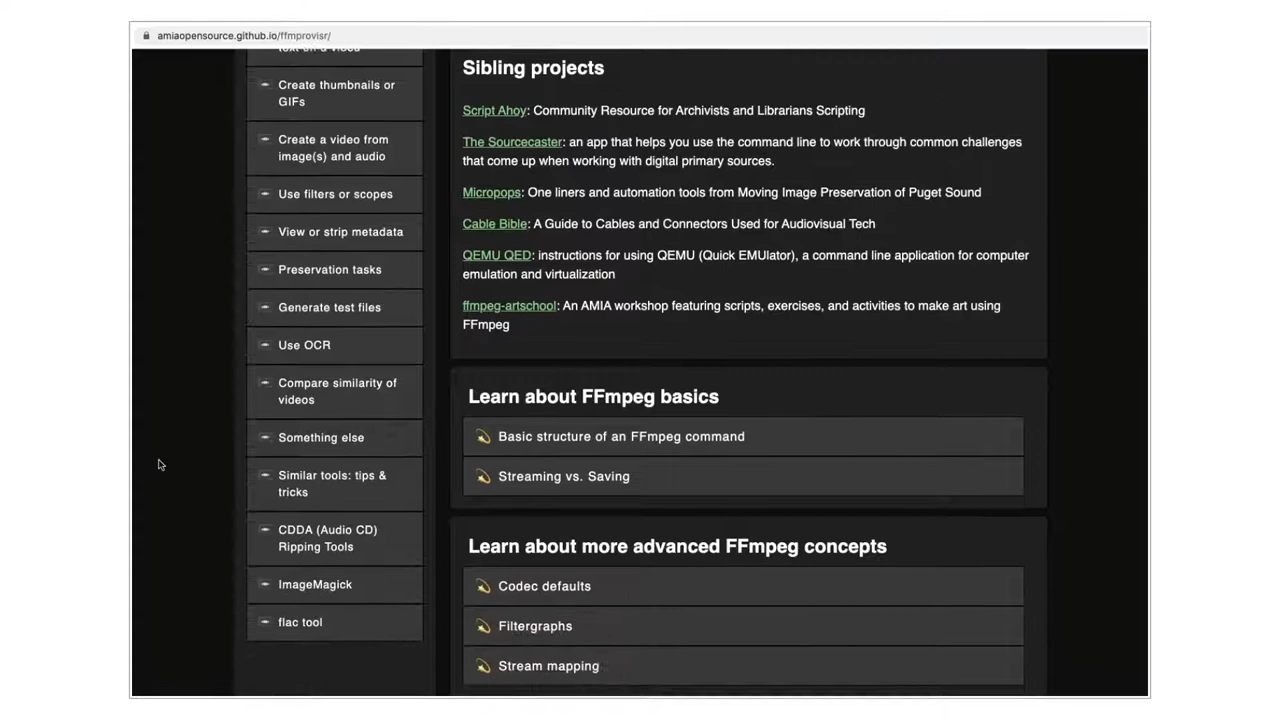 amiaopensource.github.io/ffmprovisr/
text on a video
Create thumbnails or
GIFs
Create a video from
image(s) and audio
Use filters or scopes
View or strip metadata
Preservation tasks
Generate test files
Use OCR
Compare similarity of
videos
Something else
Similar tools: tips &
tricks
CDDA (Audio CD)
Ripping Tools
ImageMagick
flac tool
Sibling projects
Script Ahoy: Community Resource for Archivists and Librarians Scripting
The Sourcecaster: an app that helps you use the command line to work through common challenges
that come up when working with digital primary sources.
Micropops: One liners and automation tools from Moving Image Preservation of Puget Sound
Cable Bible: A Guide to Cables and Connectors Used for Audiovisual Tech
QEMU QED: instructions for using QEMU (Quick EMUlator), a command line application for computer
emulation and virtualization
ffmpeg-artschool: An AMIA workshop featuring scripts, exercises, and activities to make art using
FFmpeg
Learn about FFmpeg basics
Basic structure of an FFmpeg command
Streaming vs. Saving
Learn about more advanced FFmpeg concepts
Codec defaults
Filtergraphs
Stream mapping